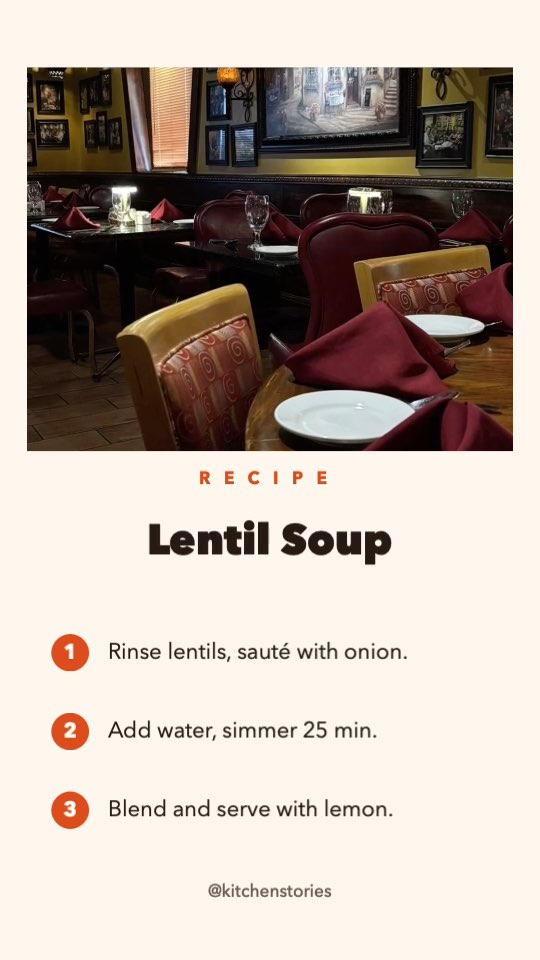 RECIPE
Lentil Soup
1 Rinse lentils, sauté with onion.
2 Add water, simmer 25 min.
3 Blend and serve with lemon.
@kitchenstories